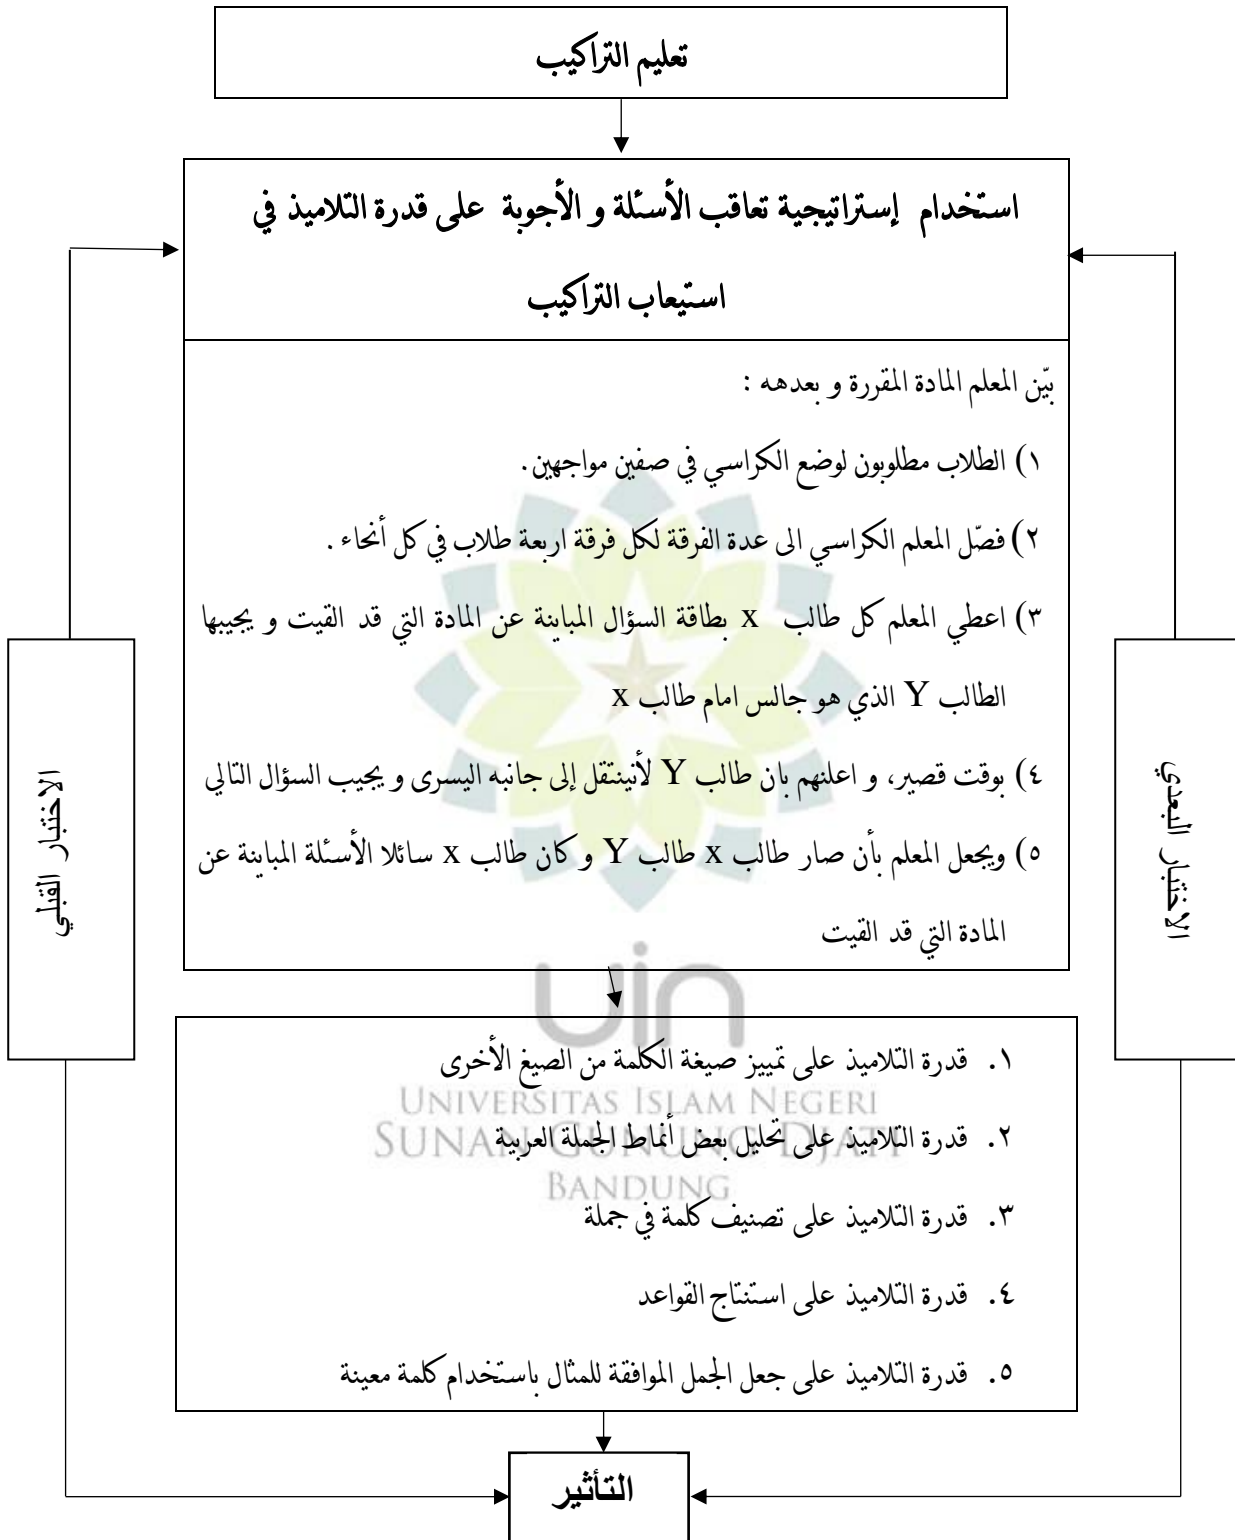 تعليم التراكيب
استخدام إستراتيجية تعاقب الأسئلة و الأجوبة على قدرة التلاميذ في
استيعاب التراكيب
بيّن المعلم المادة المقررة و بعدهه :
١) الطلاب مطلوبون لوضع الكراسي في صفين مواجهين.
٢) فصّل المعلم الكراسي الى عدة الفرقة لكل فرقة اربعة طلاب في كل أنحاء .
٣) اعطي المعلم كل طالب x بطاقة السؤال المباينة عن المادة التي قد القيت و يجيبها
الطالب Y الذي هو جالس امام طالب x
٤) بوقت قصير، و اعلنهم بان طالب Y لأنينتقل إلى جانبه اليسرى و يجيب السؤال التالي
٥) ويجعل المعلم بأن صار طالب x طالب Y و كان طالب x سائلا الأسئلة المباينة عن
المادة التي قد القيت
الاختبار البعدي
الاختبار القبلي
uin
١. قدرة التلاميذ على تمييز صيغة الكلمة من الصيغ الأخرى
UNIVERSITAS ISLAM NEGERI
٢. قدرة التلاميذ على تحليل بعض أنماط الجملة العربية
SUNAN GUNUNG DJATI
BANDUNG
٣. قدرة التلاميذ على تصنيف كلمة في جملة
٤. قدرة التلاميذ على استنتاج القواعد
٥. قدرة التلاميذ على جعل الجمل الموافقة للمثال باستخدام كلمة معينة
التأثير